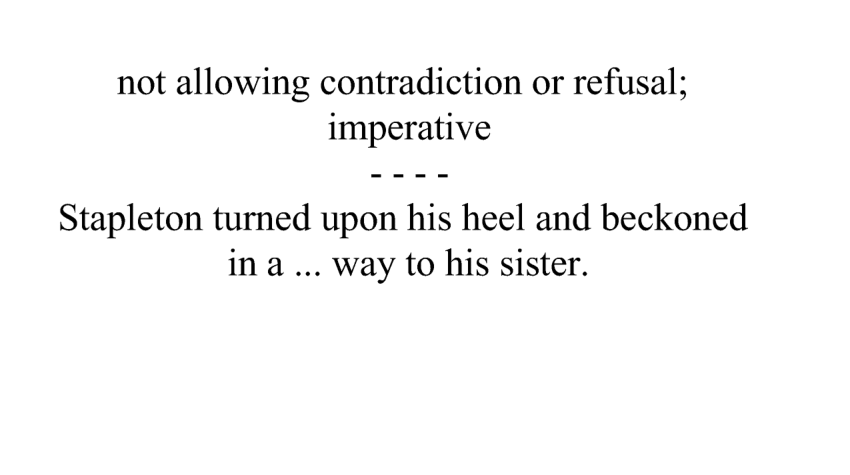 not allowing contradiction or refusal;
imperative
- - - -
Stapleton turned upon his heel and beckoned
in a ... way to his sister.